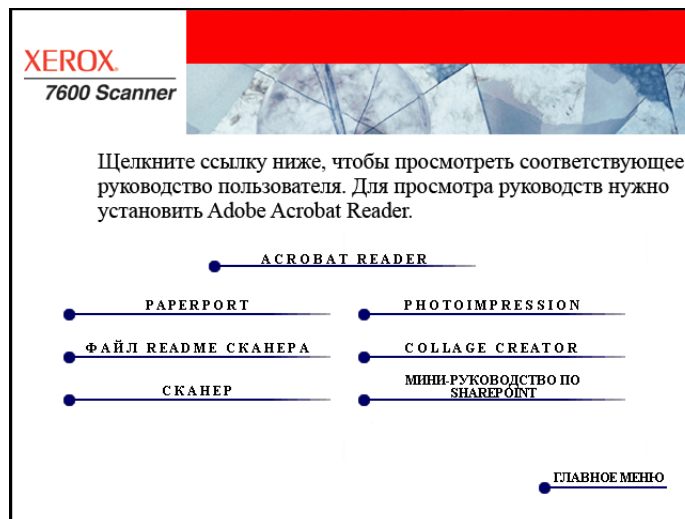 XEROX.
7600 Scanner
Щелкните ссылку ниже, чтобы просмотреть соответствующее
руководство пользователя. Для просмотра руководств нужно
установить Adobe Acrobat Reader.
ACROBAT READER
PAPERPORT
PHOTOIMPRESSION
ФАЙЛ README СКАНЕРА
COLLAGE CREATOR
СКАНЕР
МИНИ-РУКОВОДСТВО ПО
SHAREPOINT
ГЛАВНОЕ МЕНЮ